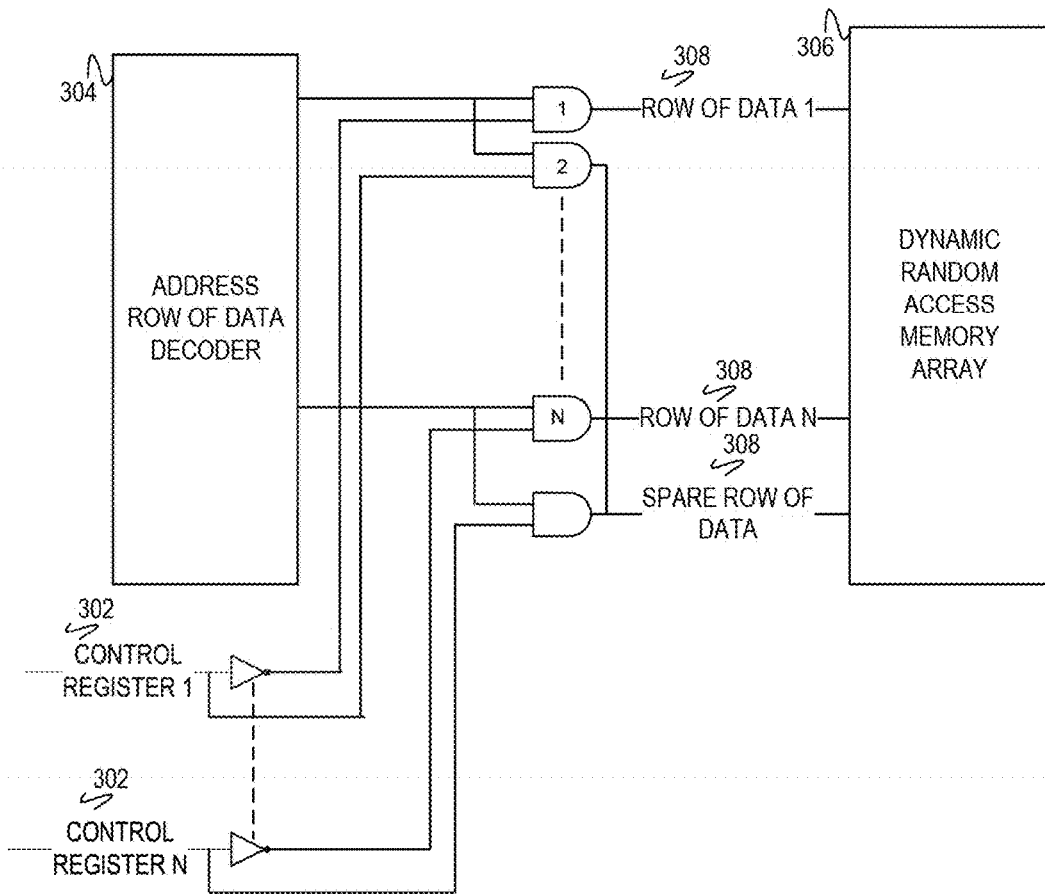 304
306
308
1
ROW OF DATA 1
2
ADDRESS
ROW OF DATA
DECODER
DYNAMIC
RANDOM
ACCESS
MEMORY
ARRAY
308
N
ROW OF DATA N
308
SPARE ROW OF
DATA
302
CONTROL
REGISTER 1
302
CONTROL
REGISTER N